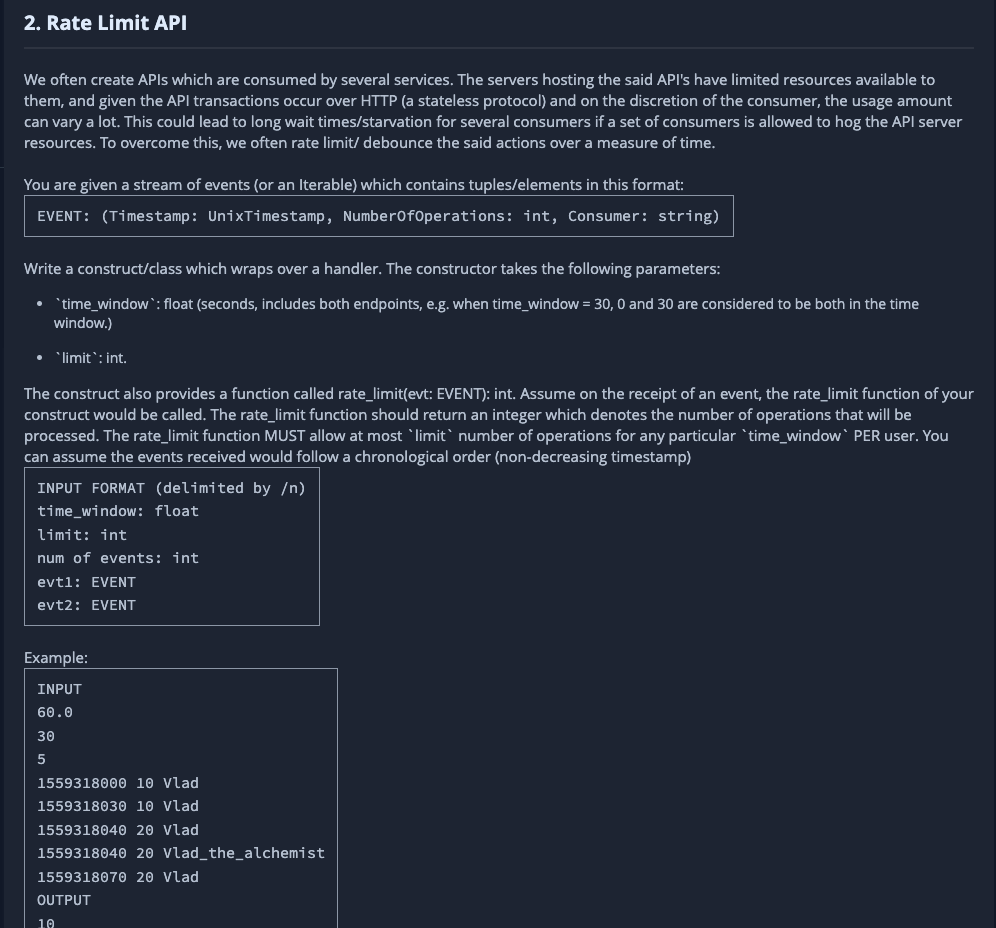 2. Rate Limit API
We often create APIs which are consumed by several services. The servers hosting the said API's have limited resources available to
them, and given the API transactions occur over HTTP (a stateless protocol) and on the discretion of the consumer, the usage amount
can vary a lot. This could lead to long wait times/starvation for several consumers if a set of consumers is allowed to hog the API server
resources. To overcome this, we often rate limit/ debounce the said actions over a measure of time.
You are given a stream of events (or an Iterable) which contains tuples/elements in this format:
EVENT: (Timestamp: UnixTimestamp, NumberOfOperations: int, Consumer: string)
Write a construct/class which wraps over a handler. The constructor takes the following parameters:
• `time_window`: float (seconds, includes both endpoints, e.g. when time_window = 30, 0 and 30 are considered to be both in the time
window.)
• `limit`: int.
The construct also provides a function called rate_limit(evt: EVENT): int. Assume on the receipt of an event, the rate_limit function of your
construct would be called. The rate_limit function should return an integer which denotes the number of operations that will be
processed. The rate_limit function MUST allow at most `limit` number of operations for any particular `time_window` PER user. You
can assume the events received would follow a chronological order (non-decreasing timestamp)
INPUT FORMAT (delimited by /n)
time_window: float
limit: int
num of events: int
evt1: EVENT
evt2: EVENT
Example:
INPUT
60.0
30
5
1559318000 10 Vlad
1559318030 10 Vlad
1559318040 20 Vlad
1559318040 20 Vlad_the_alchemist
1559318070 20 Vlad
OUTPUT
10